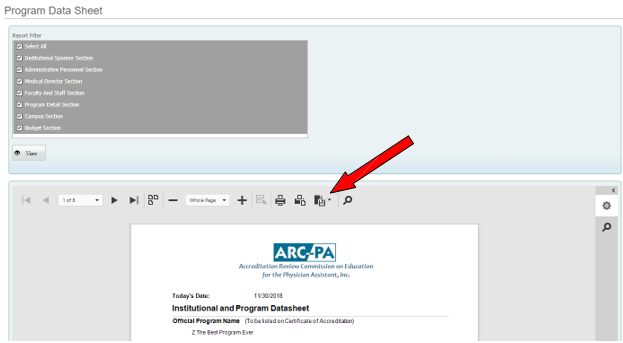 Program Data Sheet
Report Filter
Select All
Institutional Sponsor Section
Administrative Personnel Section
Medical Director Section
Faculty And Staff Section
Program Detail Section
Campus Section
Budget Section
View
1 of 8
Whole Page
ARC-PA
Accreditation Review Commission on Education
for the Physician Assistant, Inc.
Today's Date: 11/30/2018
Institutional and Program Datasheet
Official Program Name (To be listed on Certificate of Accreditation)
Z The Best Program Ever